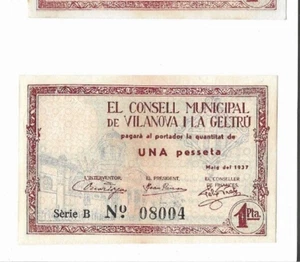 EL CONSELL MUNICIPAL
DE VILANOVA I LA GELTRÚ
pagará al portador la quantitat de
UNA pesseta
Maig del 1937
L'INTERVENTOR EL PRESIDENT EL CONSELLER
DE FINANCES
Sèrie B Nº 08004
1 Pta.